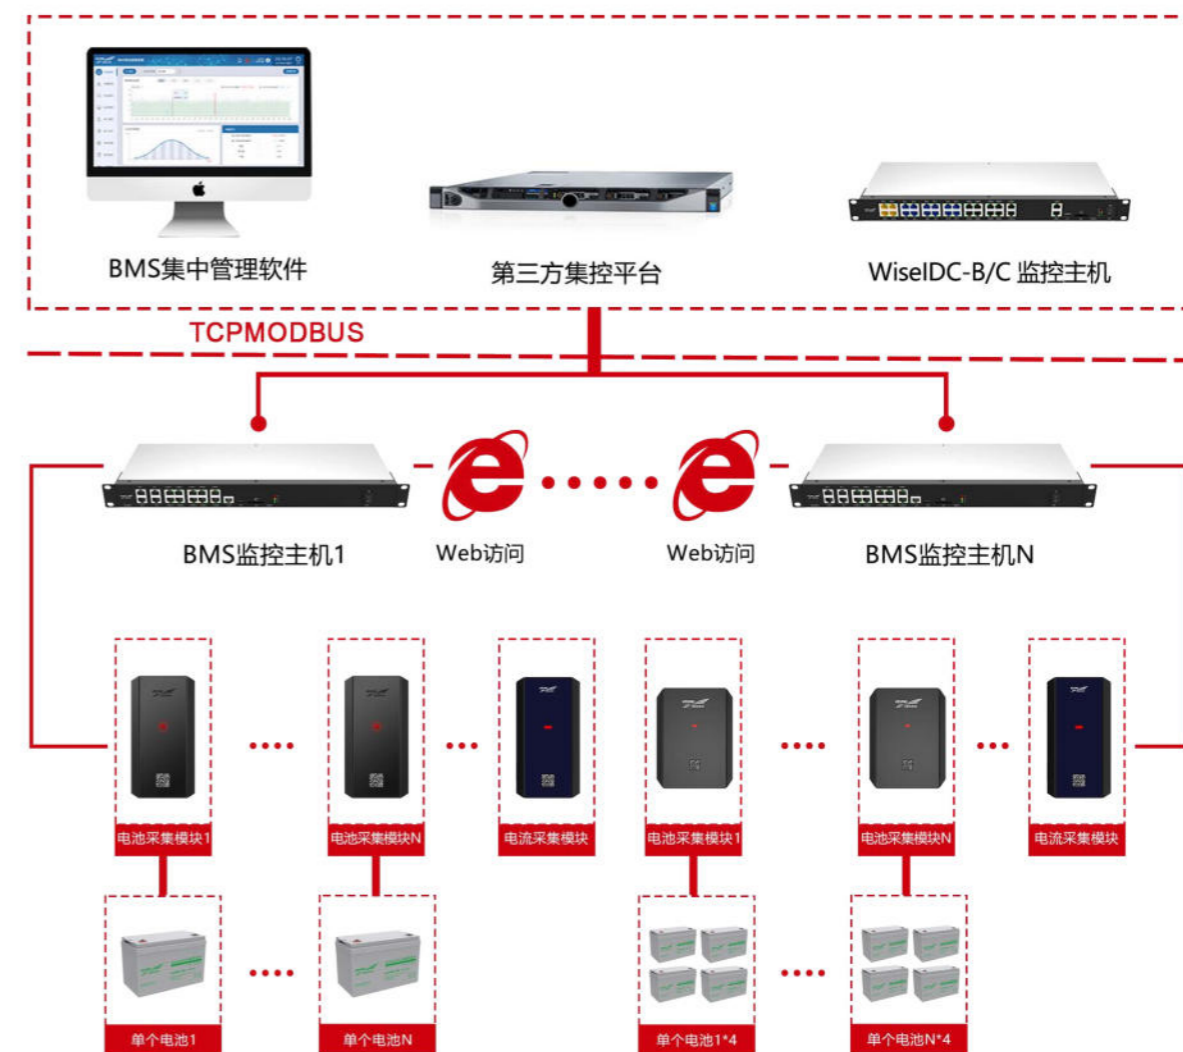 BMS集中管理软件
第三方集控平台
WiseIDC-B/C 监控主机
TCPMODBUS
BMS监控主机1
Web访问
Web访问
BMS监控主机N
电池采集模块1
电池采集模块N
电流采集模块
电池采集模块1
电池采集模块N
电流采集模块
单个电池1
单个电池N
单个电池1*4
单个电池N*4